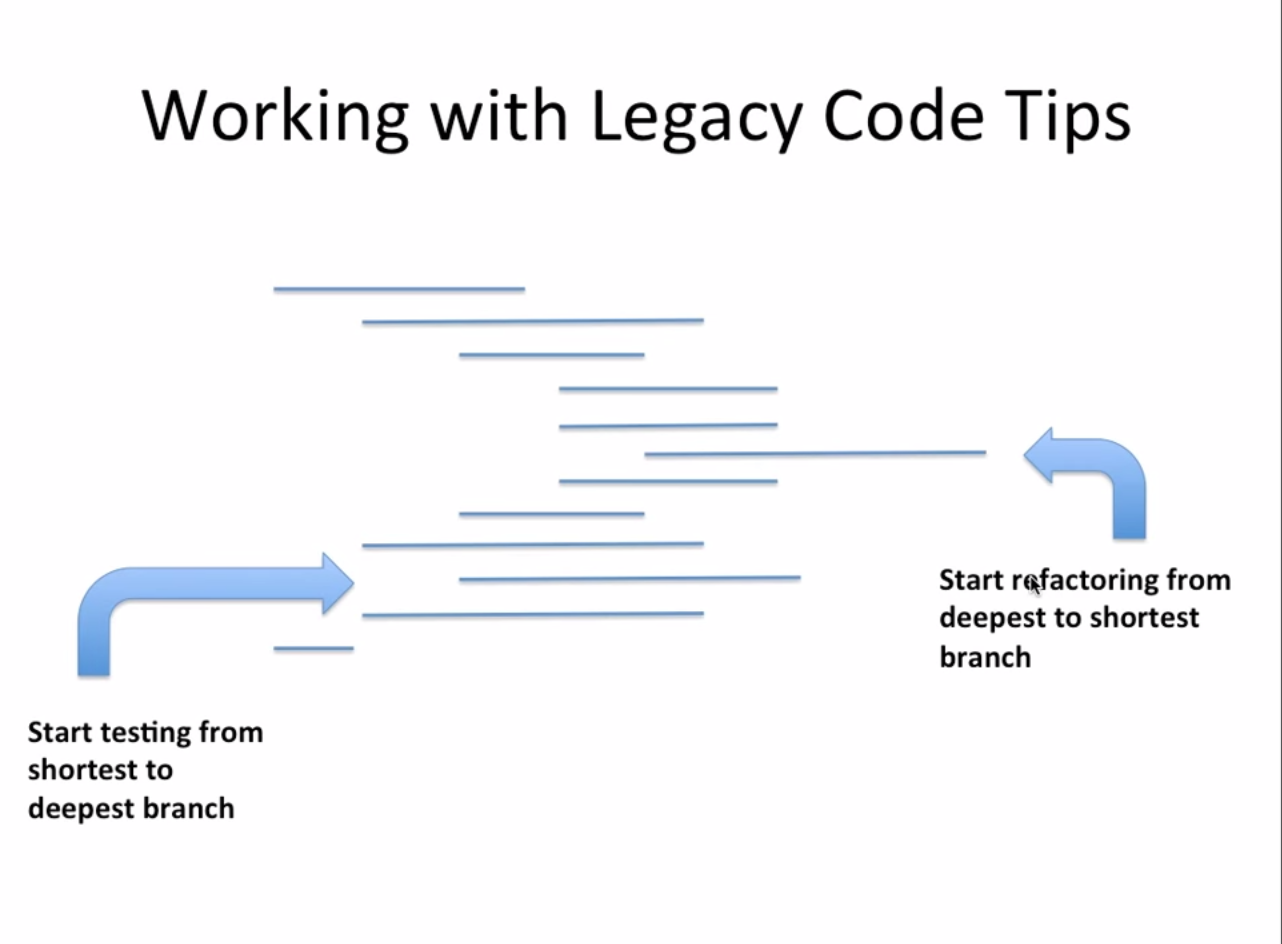 Working with Legacy Code Tips
Start refactoring from
deepest to shortest
branch
Start testing from
shortest to
deepest branch